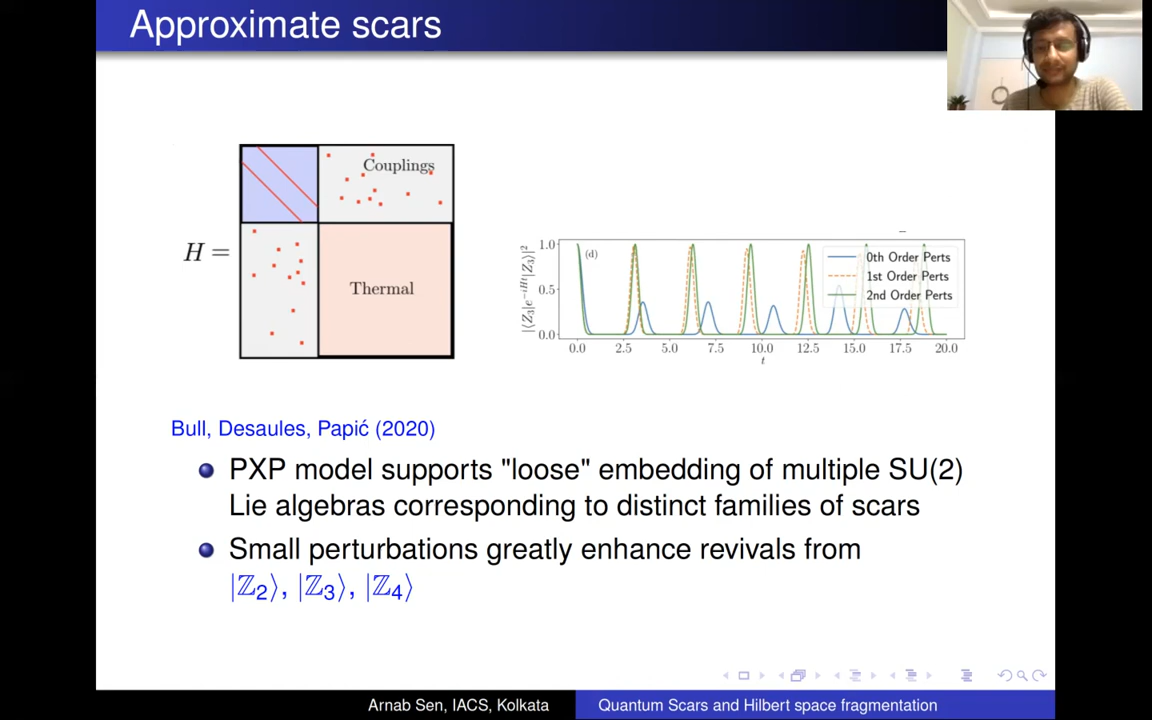 Approximate scars
H =
Couplings
Thermal
|⟨Z₃|e⁻ⁱᴴᵗ|Z₃⟩|²
1.0
0.5
0.0
(d)
0th Order Perts
1st Order Perts
2nd Order Perts
0.0 2.5 5.0 7.5 10.0 12.5 15.0 17.5 20.0
t
Bull, Desaules, Papić (2020)
PXP model supports "loose" embedding of multiple SU(2)
Lie algebras corresponding to distinct families of scars
Small perturbations greatly enhance revivals from
|ℤ₂⟩, |ℤ₃⟩, |ℤ₄⟩
Arnab Sen, IACS, Kolkata
Quantum Scars and Hilbert space fragmentation